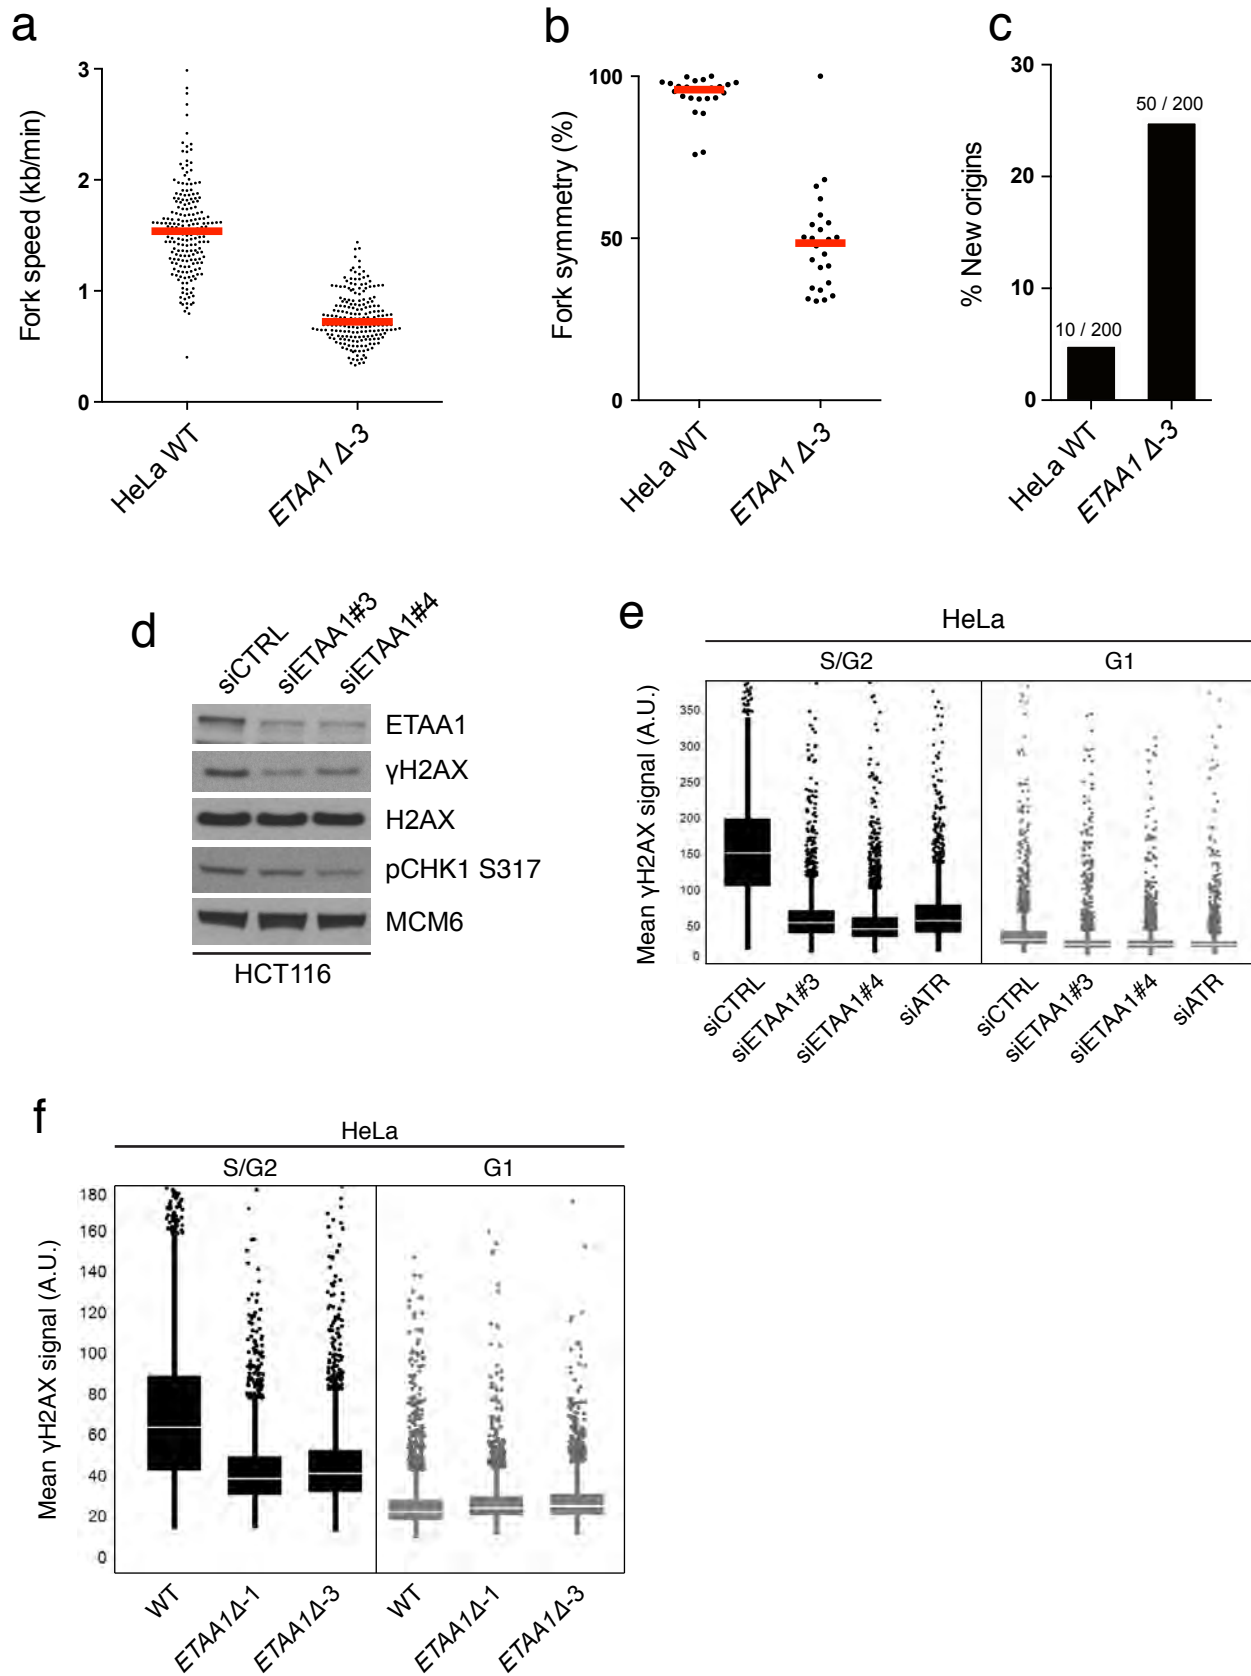 a
Fork speed (kb/min)
3
2
1
0
HeLa WT
ETAA1 Δ-3
b
Fork symmetry (%)
100
50
0
HeLa WT
ETAA1 Δ-3
c
% New origins
30
20
10
0
10 / 200
50 / 200
HeLa WT
ETAA1 Δ-3
d
siCTRL
siETAA1#3
siETAA1#4
ETAA1
γH2AX
H2AX
pCHK1 S317
MCM6
HCT116
e
HeLa
S/G2
G1
Mean γH2AX signal (A.U.)
350
300
250
200
150
100
50
0
siCTRL
siETAA1#3
siETAA1#4
siATR
siCTRL
siETAA1#3
siETAA1#4
siATR
f
HeLa
S/G2
G1
Mean γH2AX signal (A.U.)
180
160
140
120
100
80
60
40
20
0
WT
ETAA1Δ-1
ETAA1Δ-3
WT
ETAA1Δ-1
ETAA1Δ-3